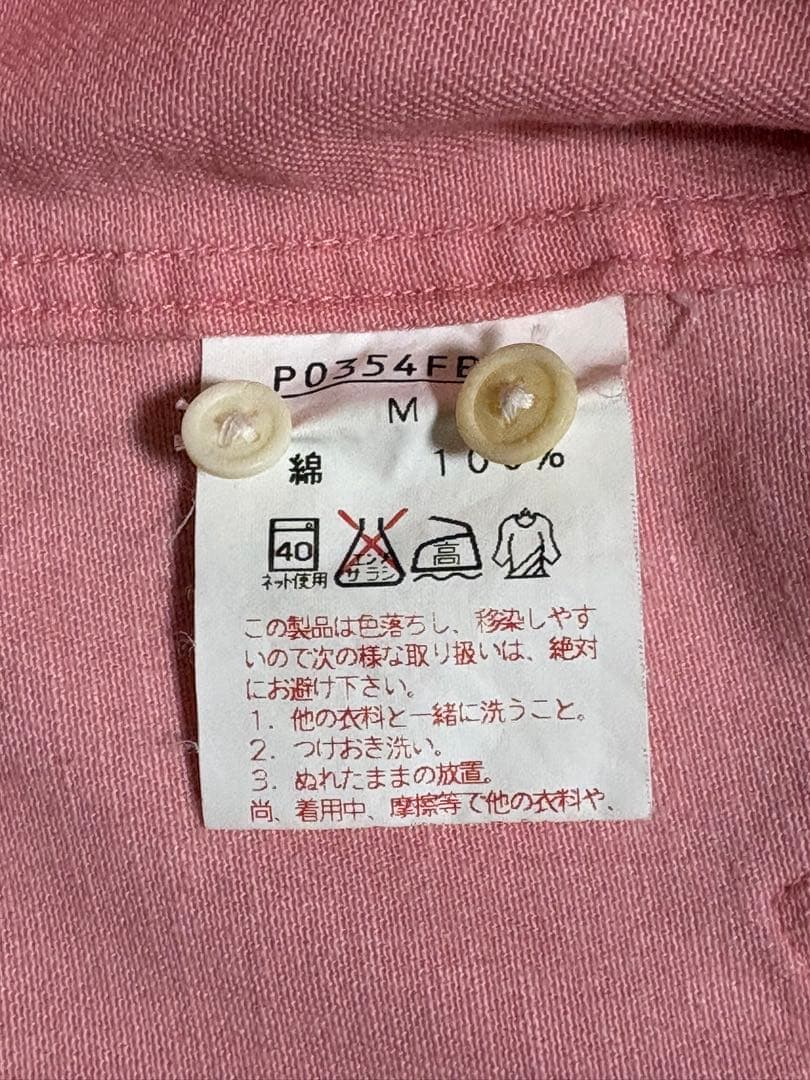 P0354FB
M
綿 100%
40
ネット使用
エンソ
サラシ
高
この製品は色落ちし、移染しやす
いので次の様な取り扱いは、絶対
にお避け下さい。
1. 他の衣料と一緒に洗うこと。
2. つけおき洗い。
3. ぬれたままの放置。
尚、着用中、摩擦等で他の衣料や、